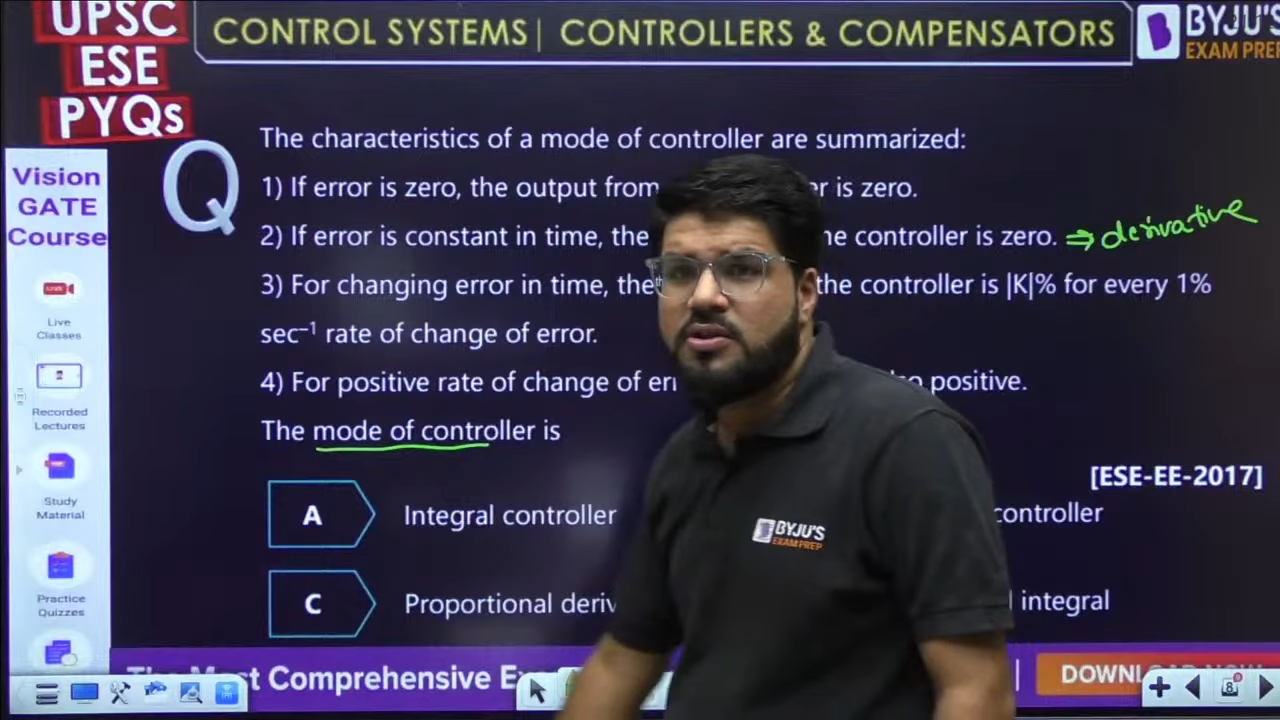 UPSC
ESE
PYQs
CONTROL SYSTEMS| CONTROLLERS & COMPENSATORS
BYJU'S
EXAM PREP
Vision
GATE
Course
LIVE
Live
Classes
Recorded
Lectures
Study
Material
Practice
Quizzes
Q
The characteristics of a mode of controller are summarized:
1) If error is zero, the output from is zero.
2) If error is constant in time, the controller is zero. ⇒ derivative
3) For changing error in time, the the controller is |K|% for every 1%
sec⁻¹ rate of change of error.
4) For positive rate of change of positive.
The mode of controller is
[ESE-EE-2017]
A Integral controller controller
C Proportional integral
BYJU'S
EXAM PREP
Most Comprehensive
DOWNLOAD NOW
8